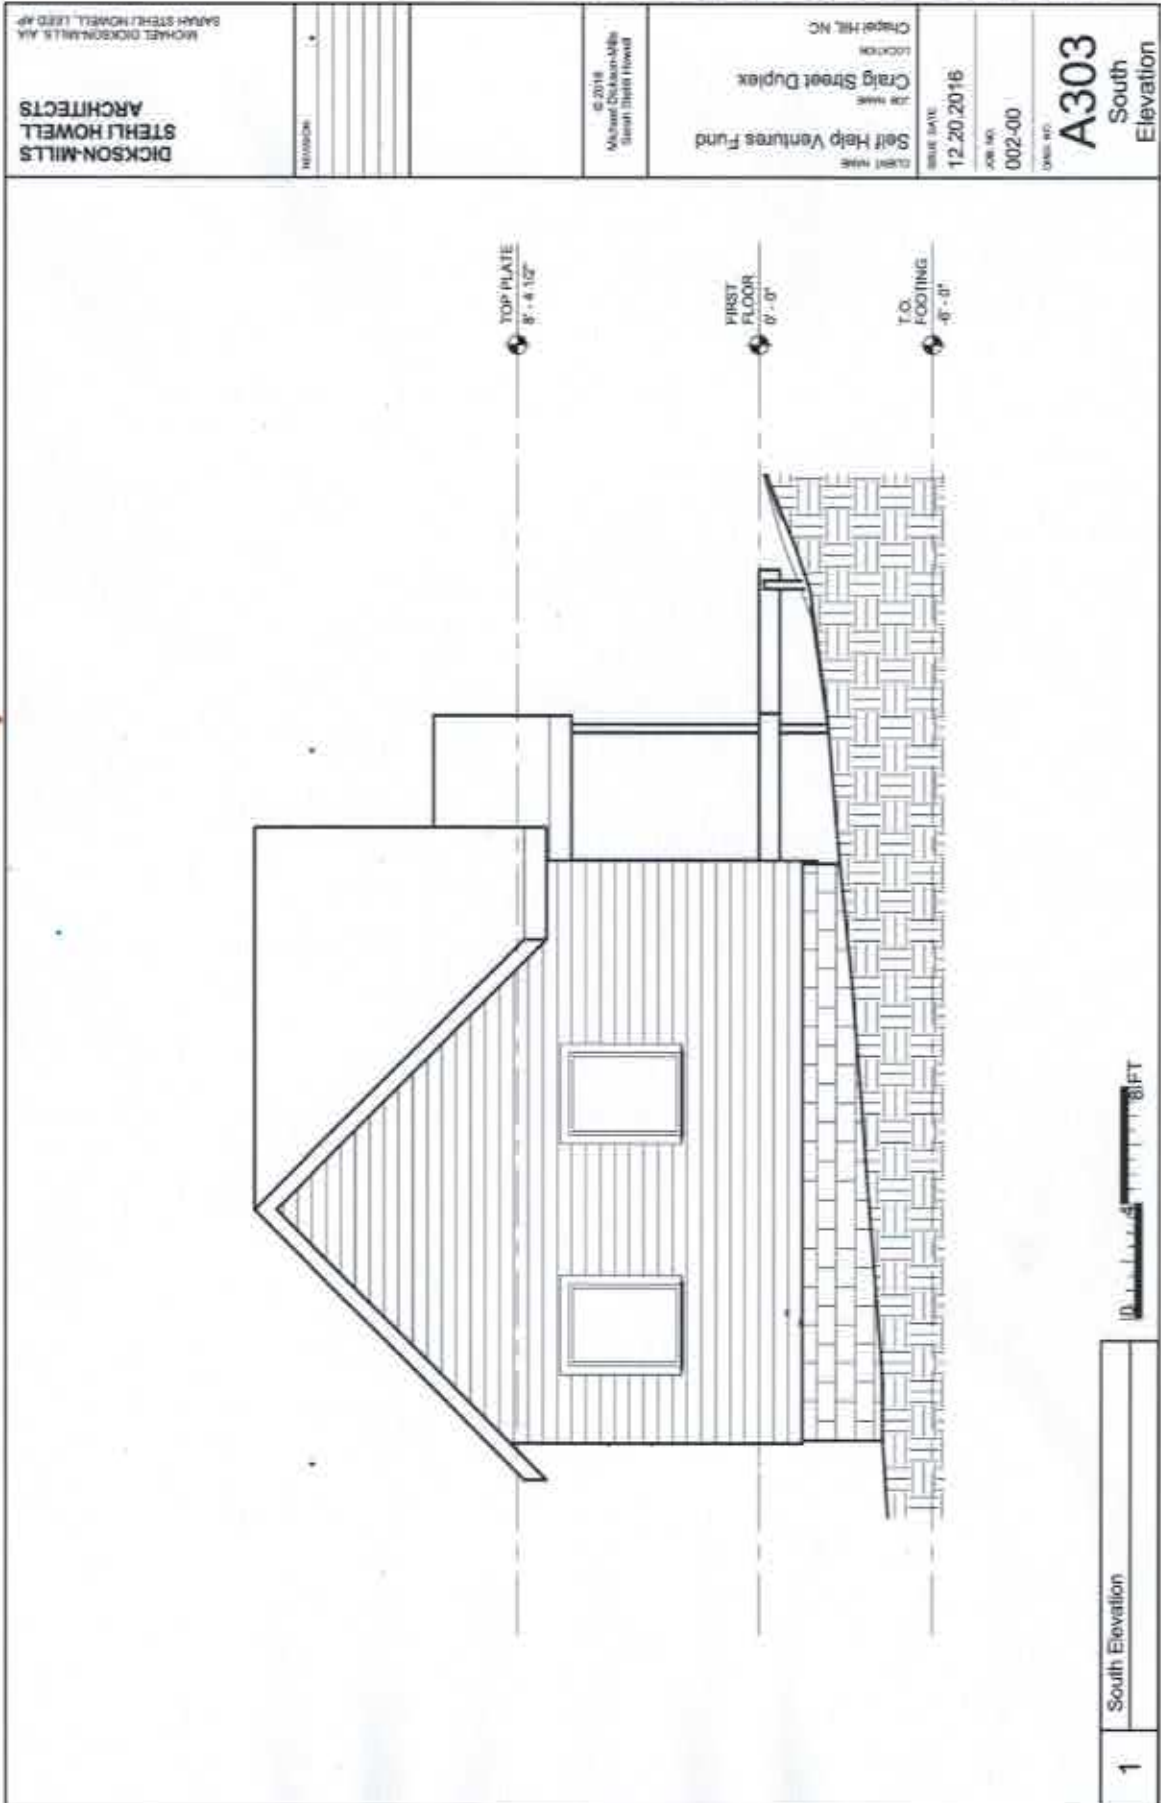 DICKSON-MILLS
STEHLI HOWELL
ARCHITECTS
MICHAEL DICKSON-MILLS, AIA
SARAH STEHLI HOWELL, LEED AP
REVISION:
© 2016
Michael Dickson-Mills
Sarah Stehli Howell
CLIENT NAME
Self Help Ventures Fund
JOB NAME
Craig Street Duplex
LOCATION
Chapel Hill, NC
ISSUE DATE
12.20.2016
JOB NO.
002-00
DWG. NO.
A303
South
Elevation
TOP PLATE
8' - 4 1/2"
FIRST
FLOOR
0' - 0"
T.O.
FOOTING
-6' - 0"
0 4' 8 FT
1 South Elevation